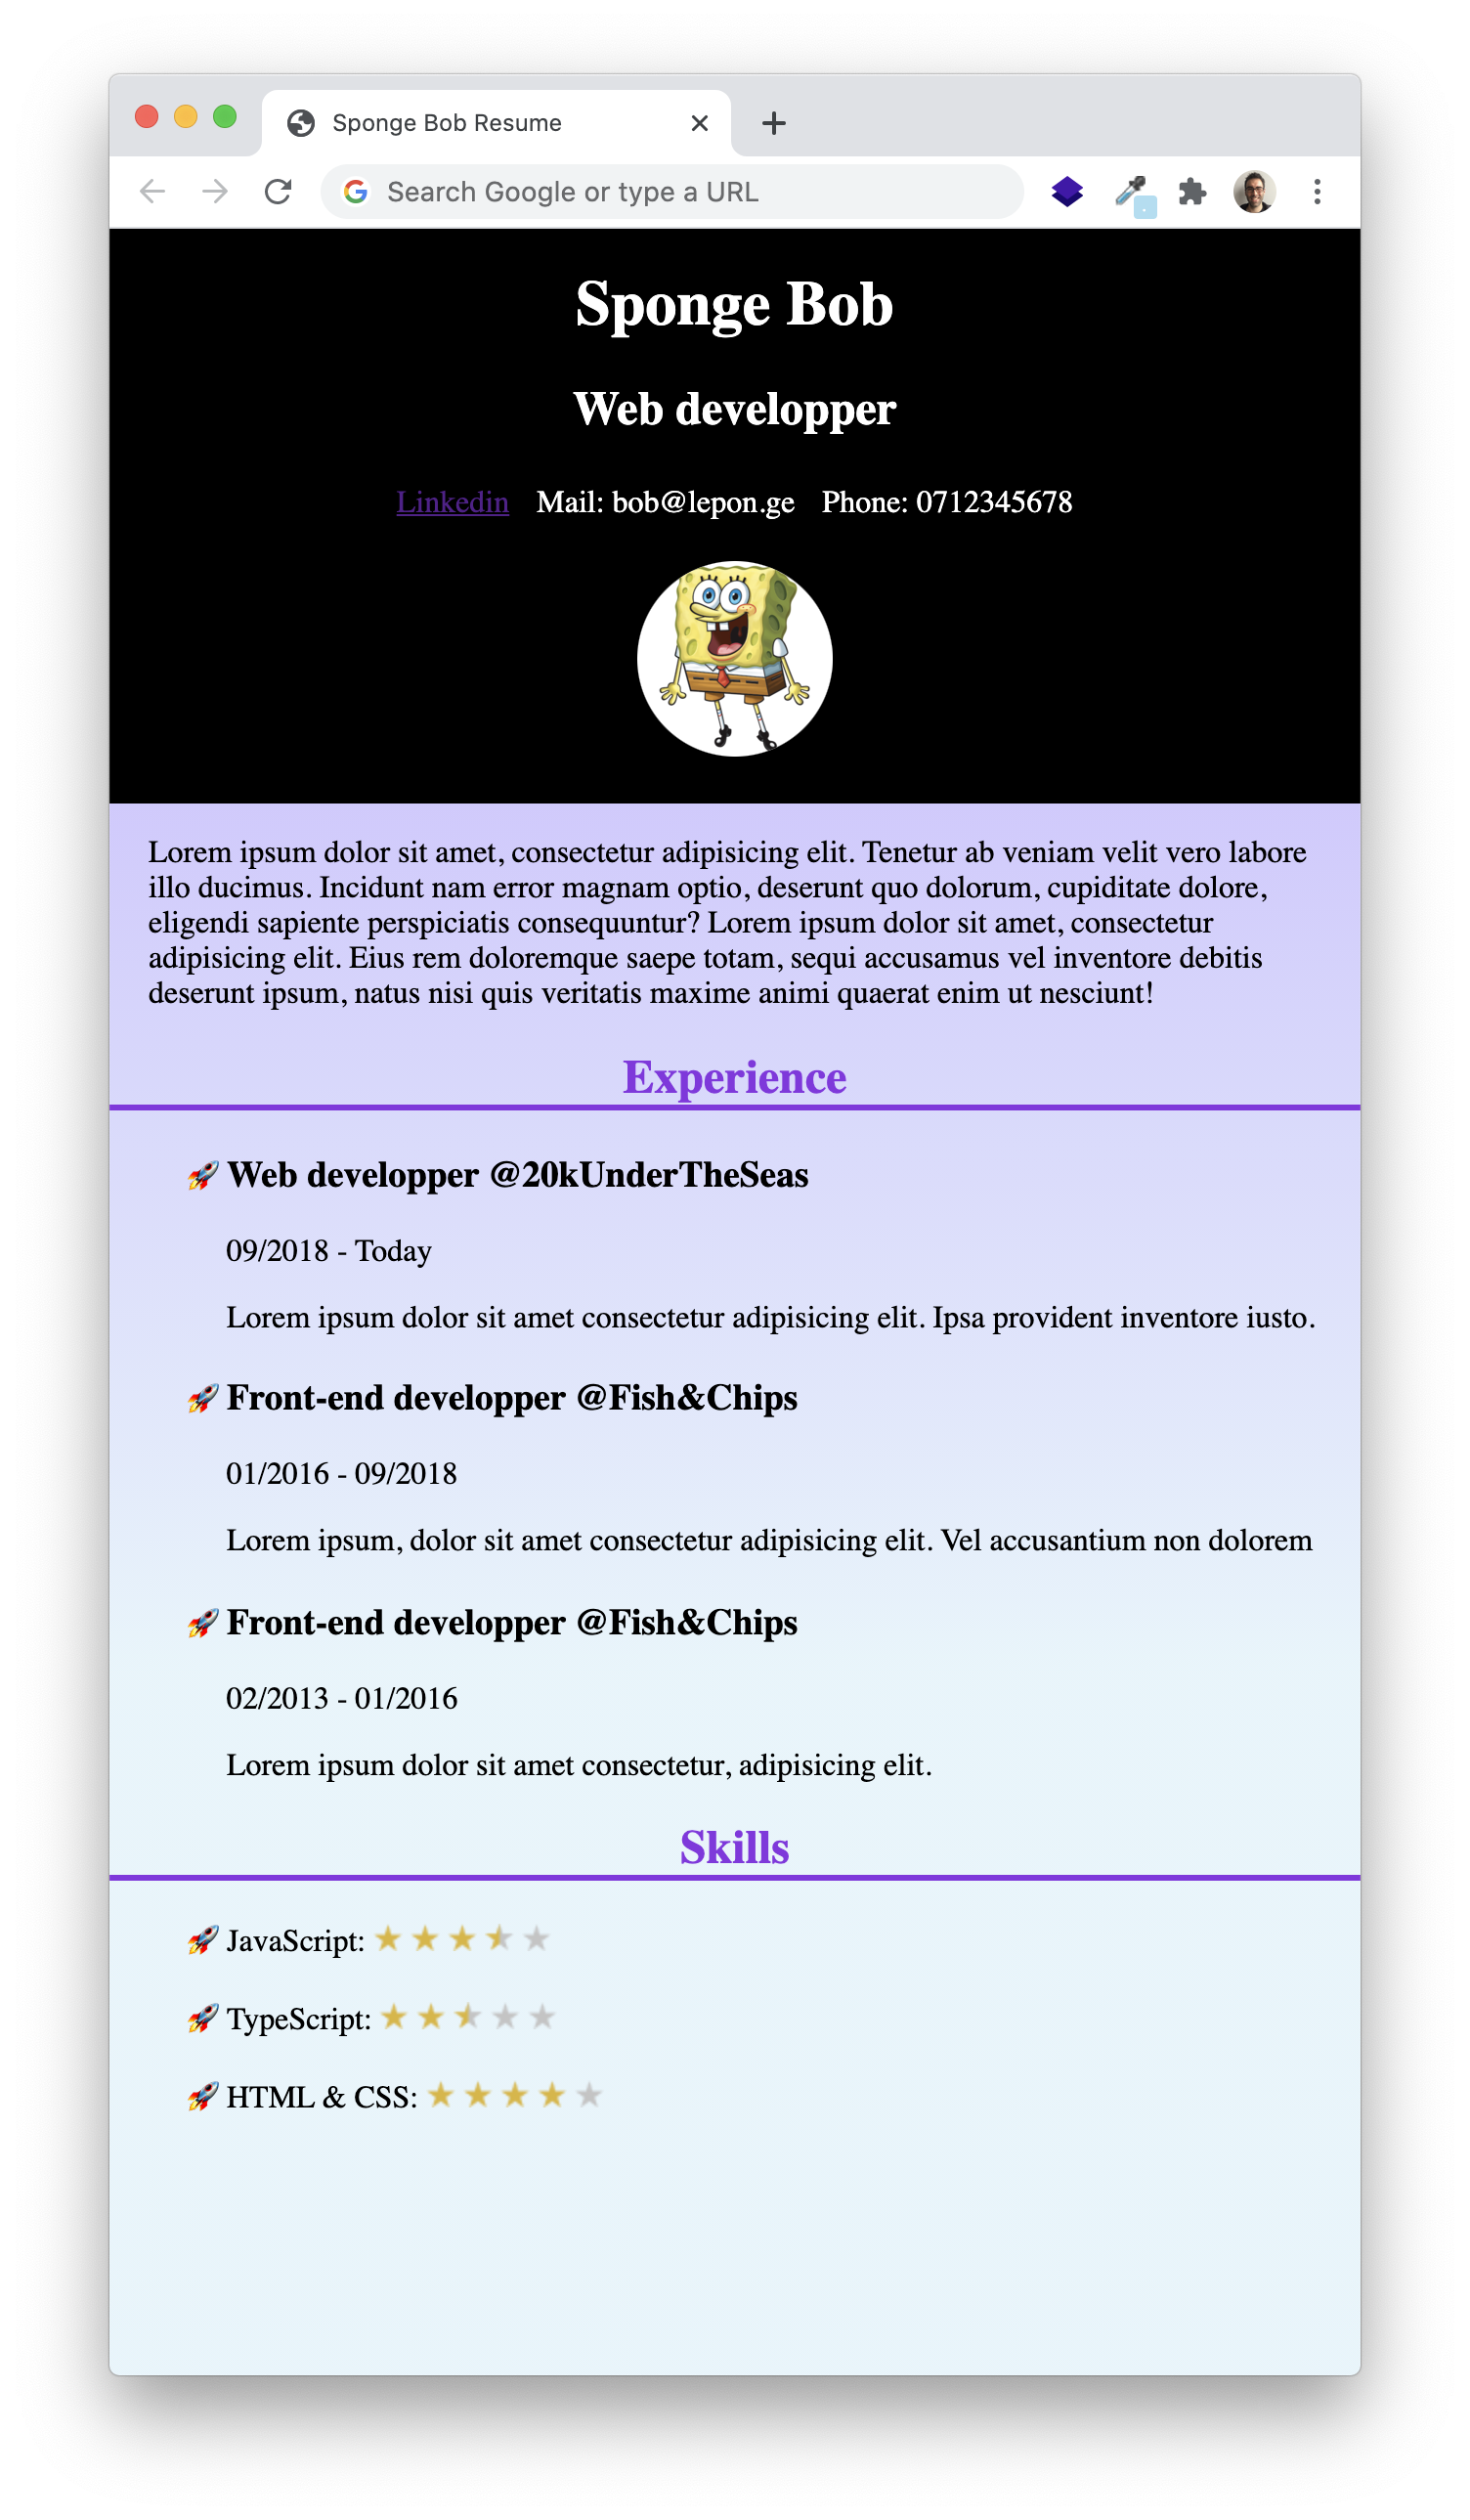 Sponge Bob Resume
Search Google or type a URL
Sponge Bob
Web developper
Linkedin Mail: bob@lepon.ge Phone: 0712345678
Lorem ipsum dolor sit amet, consectetur adipisicing elit. Tenetur ab veniam velit vero labore
illo ducimus. Incidunt nam error magnam optio, deserunt quo dolorum, cupiditate dolore,
eligendi sapiente perspiciatis consequuntur? Lorem ipsum dolor sit amet, consectetur
adipisicing elit. Eius rem doloremque saepe totam, sequi accusamus vel inventore debitis
deserunt ipsum, natus nisi quis veritatis maxime animi quaerat enim ut nesciunt!
Experience
🚀 Web developper @20kUnderTheSeas
09/2018 - Today
Lorem ipsum dolor sit amet consectetur adipisicing elit. Ipsa provident inventore iusto.
🚀 Front-end developper @Fish&Chips
01/2016 - 09/2018
Lorem ipsum, dolor sit amet consectetur adipisicing elit. Vel accusantium non dolorem
🚀 Front-end developper @Fish&Chips
02/2013 - 01/2016
Lorem ipsum dolor sit amet consectetur, adipisicing elit.
Skills
🚀 JavaScript:
🚀 TypeScript:
🚀 HTML & CSS: